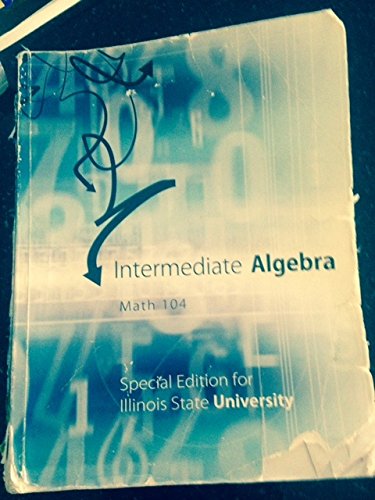 Intermediate Algebra
Math 104
Special Edition for
Illinois State University